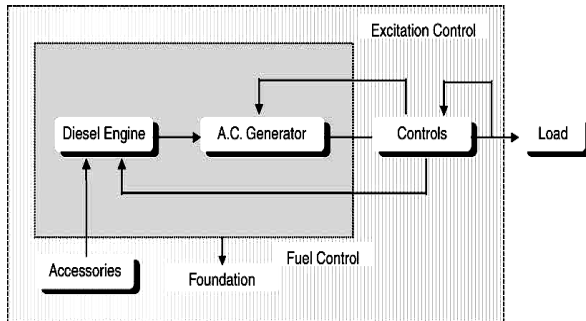 Excitation Control
Diesel Engine
A.C. Generator
Controls
Load
Fuel Control
Accessories
Foundation